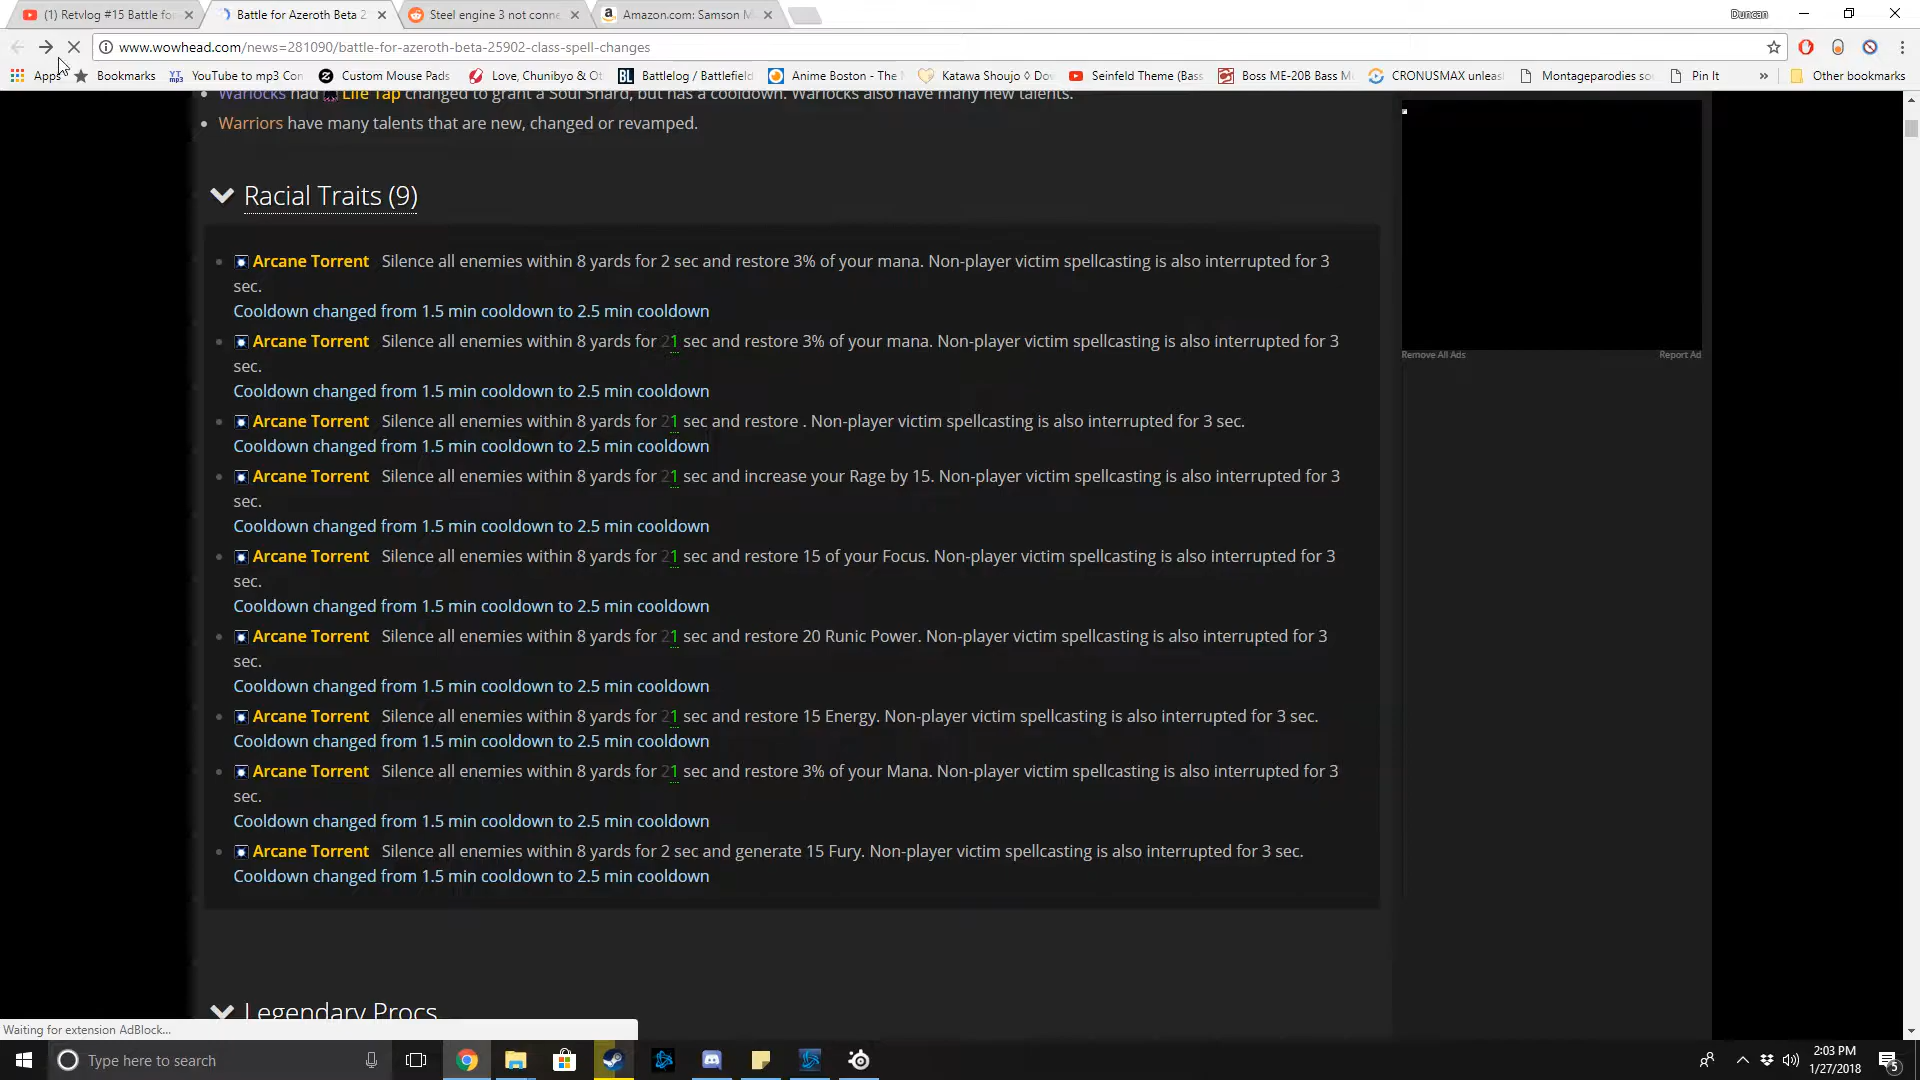 (1) Retvlog #15 Battle fo
Battle for Azeroth Beta 2
Steel engine 3 not conne
Amazon.com: Samson M
Duncan
www.wowhead.com/news=281090/battle-for-azeroth-beta-25902-class-spell-changes
Apps
Bookmarks
YouTube to mp3 Con
Custom Mouse Pads
Love, Chunibyo & Ot
Battlelog / Battlefield
Anime Boston - The
Katawa Shoujo ◊ Do
Seinfeld Theme (Bass
Boss ME-20B Bass M
CRONUSMAX unleas
Montageparodies so
Pin It
»
Other bookmarks
Warlocks had Life Tap changed to grant a Soul Shard, but has a cooldown. Warlocks also have many new talents.
Warriors have many talents that are new, changed or revamped.
Racial Traits (9)
Arcane Torrent Silence all enemies within 8 yards for 2 sec and restore 3% of your mana. Non-player victim spellcasting is also interrupted for 3
sec.
Cooldown changed from 1.5 min cooldown to 2.5 min cooldown
Arcane Torrent Silence all enemies within 8 yards for 21 sec and restore 3% of your mana. Non-player victim spellcasting is also interrupted for 3
sec.
Cooldown changed from 1.5 min cooldown to 2.5 min cooldown
Arcane Torrent Silence all enemies within 8 yards for 21 sec and restore . Non-player victim spellcasting is also interrupted for 3 sec.
Cooldown changed from 1.5 min cooldown to 2.5 min cooldown
Arcane Torrent Silence all enemies within 8 yards for 21 sec and increase your Rage by 15. Non-player victim spellcasting is also interrupted for 3
sec.
Cooldown changed from 1.5 min cooldown to 2.5 min cooldown
Arcane Torrent Silence all enemies within 8 yards for 21 sec and restore 15 of your Focus. Non-player victim spellcasting is also interrupted for 3
sec.
Cooldown changed from 1.5 min cooldown to 2.5 min cooldown
Arcane Torrent Silence all enemies within 8 yards for 21 sec and restore 20 Runic Power. Non-player victim spellcasting is also interrupted for 3
sec.
Cooldown changed from 1.5 min cooldown to 2.5 min cooldown
Arcane Torrent Silence all enemies within 8 yards for 21 sec and restore 15 Energy. Non-player victim spellcasting is also interrupted for 3 sec.
Cooldown changed from 1.5 min cooldown to 2.5 min cooldown
Arcane Torrent Silence all enemies within 8 yards for 21 sec and restore 3% of your Mana. Non-player victim spellcasting is also interrupted for 3
sec.
Cooldown changed from 1.5 min cooldown to 2.5 min cooldown
Arcane Torrent Silence all enemies within 8 yards for 2 sec and generate 15 Fury. Non-player victim spellcasting is also interrupted for 3 sec.
Cooldown changed from 1.5 min cooldown to 2.5 min cooldown
Remove All Ads
Report Ad
Legendary Procs
Waiting for extension AdBlock...
Type here to search
2:03 PM
1/27/2018
5